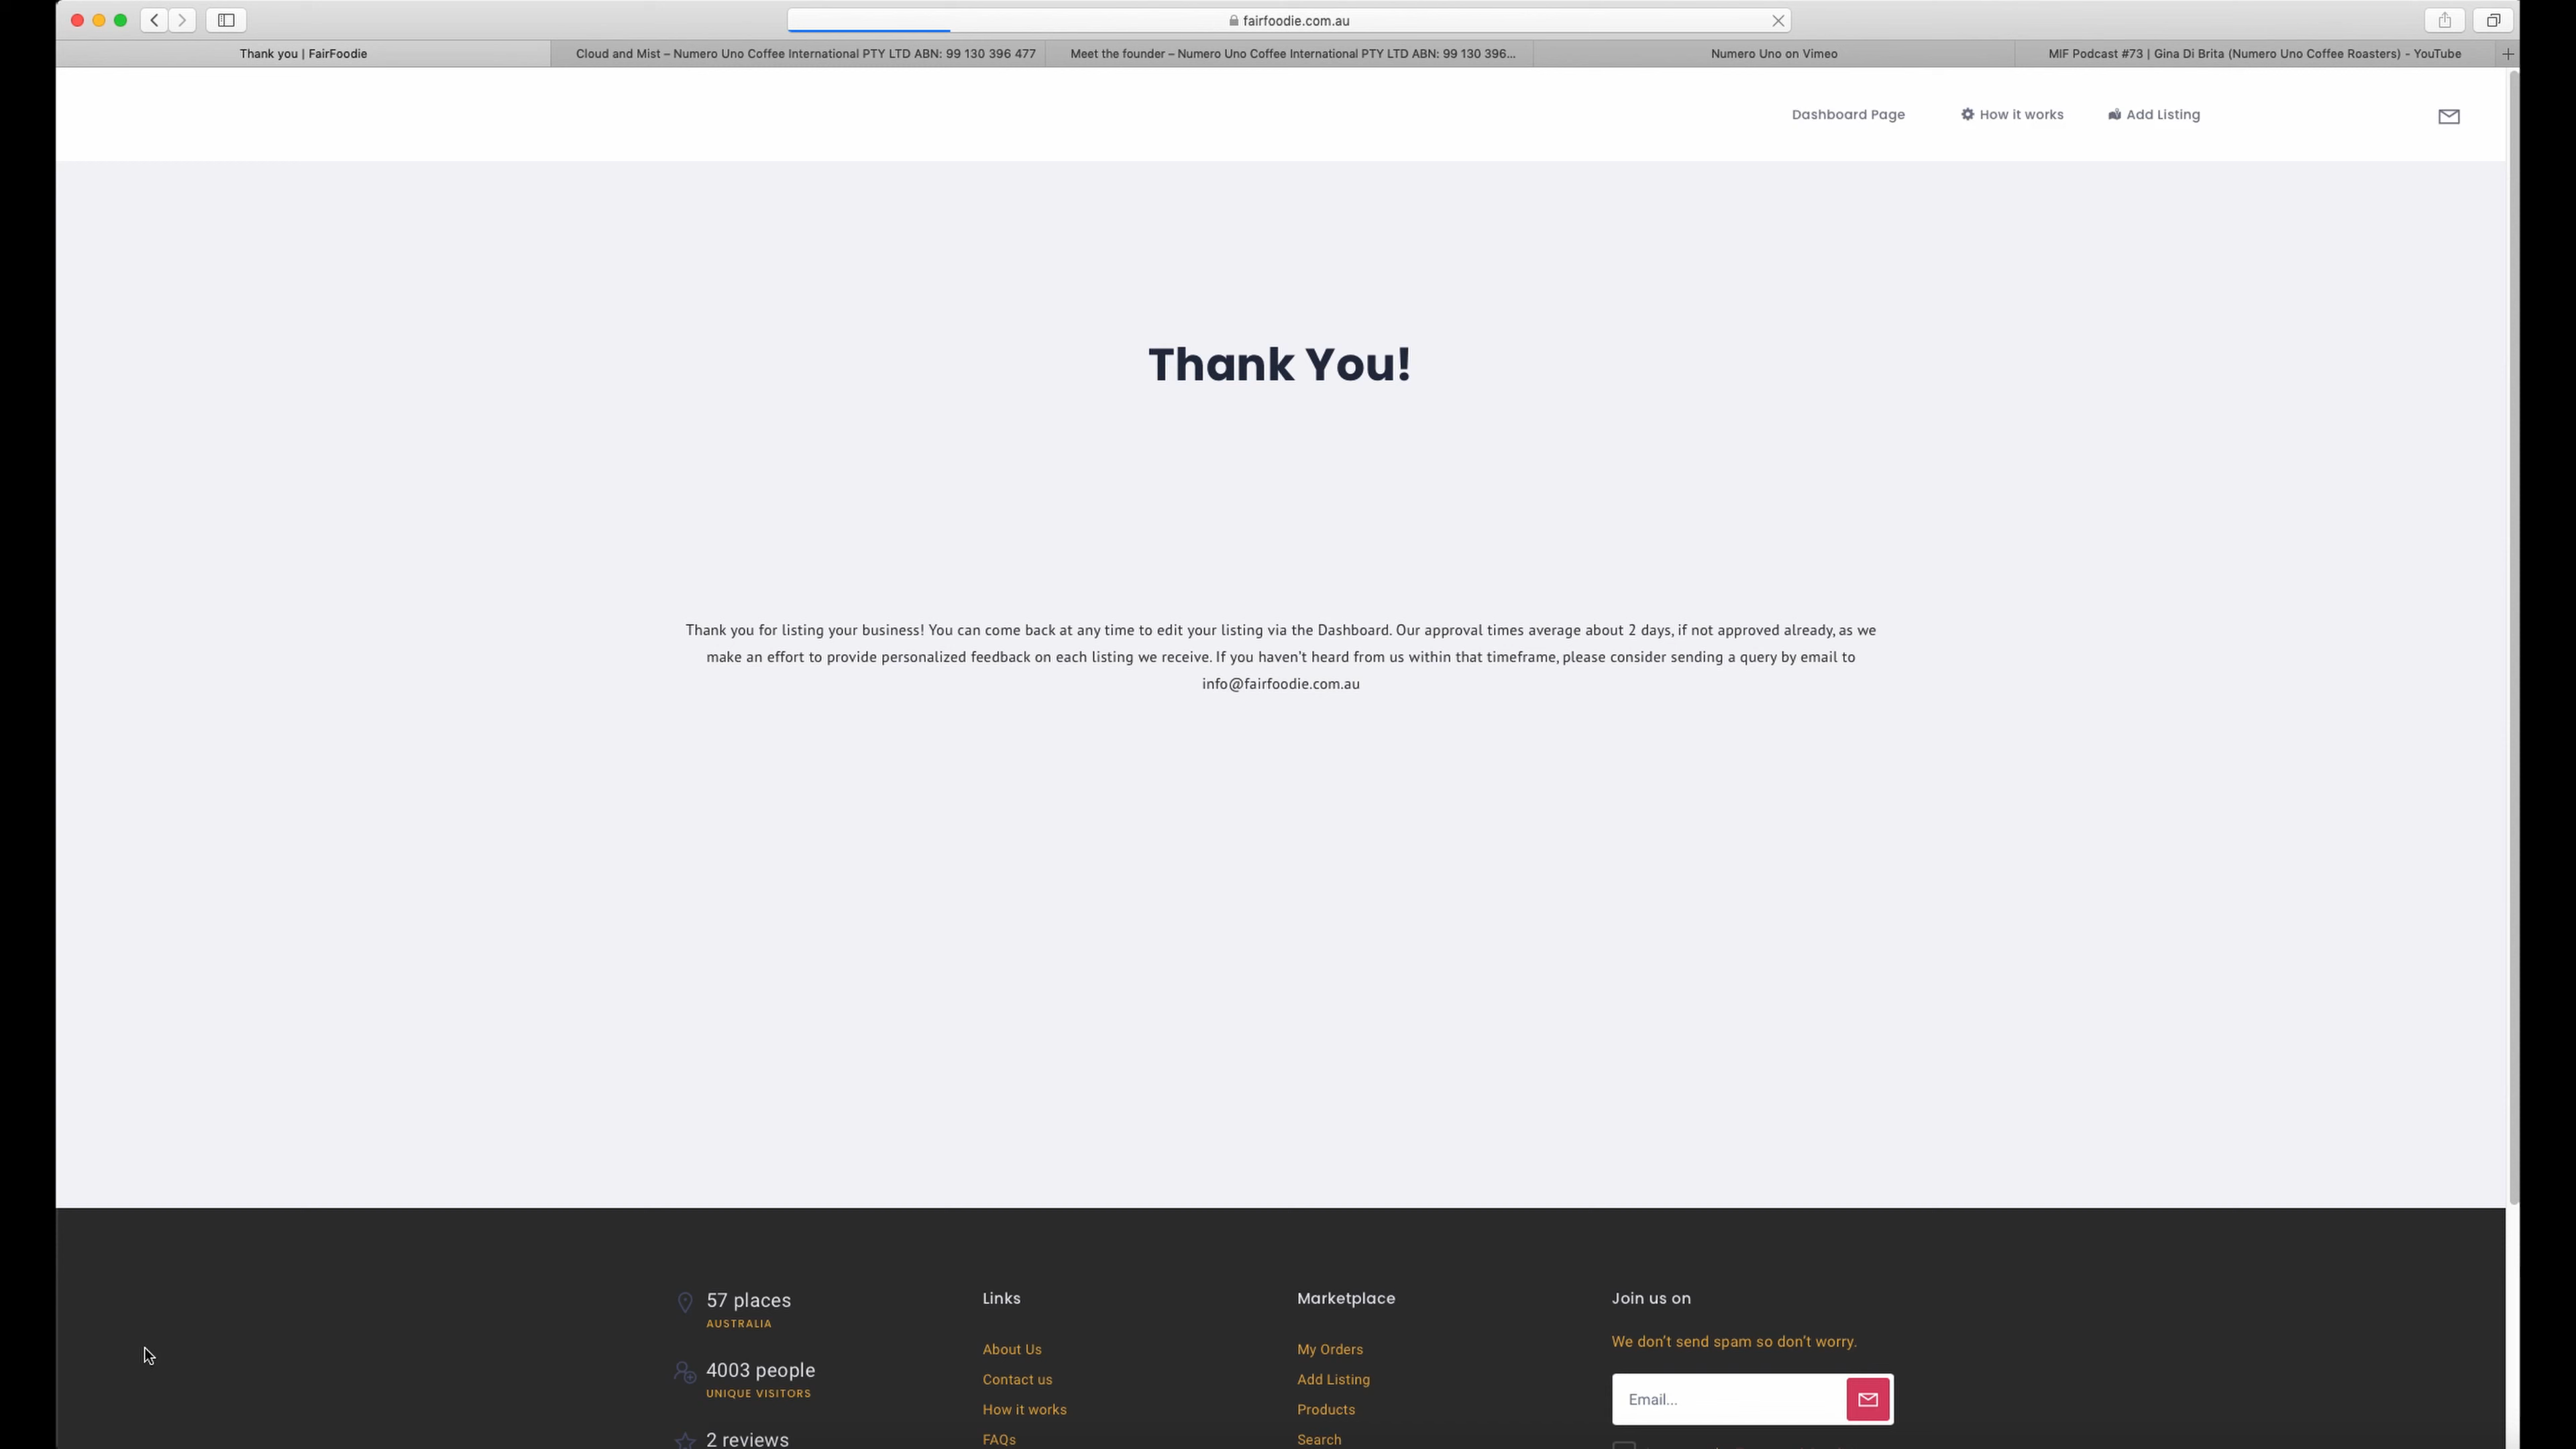 fairfoodie.com.au
Thank you | FairFoodie
Cloud and Mist – Numero Uno Coffee International PTY LTD ABN: 99 130 396 477
Meet the founder – Numero Uno Coffee International PTY LTD ABN: 99 130 396...
Numero Uno on Vimeo
MIF Podcast #73 | Gina Di Brita (Numero Uno Coffee Roasters) - YouTube
Dashboard Page
How it works
Add Listing
Thank You!
Thank you for listing your business! You can come back at any time to edit your listing via the Dashboard. Our approval times average about 2 days, if not approved already, as we
make an effort to provide personalized feedback on each listing we receive. If you haven't heard from us within that timeframe, please consider sending a query by email to
info@fairfoodie.com.au
57 places
AUSTRALIA
4003 people
UNIQUE VISITORS
2 reviews
Links
About Us
Contact us
How it works
FAQs
Marketplace
My Orders
Add Listing
Products
Search
Join us on
We don't send spam so don't worry.
Email...